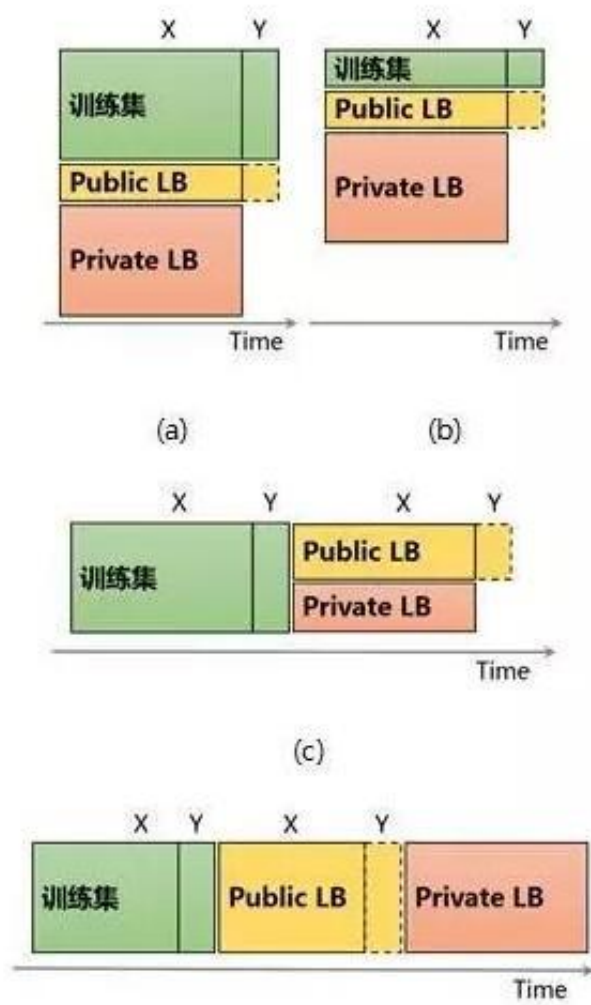 X Y
训练集
Public LB
Private LB
Time
(a)
X Y
训练集
Public LB
Private LB
Time
(b)
X Y X Y
训练集 Public LB
Private LB
Time
(c)
X Y X Y
训练集 Public LB Private LB
Time